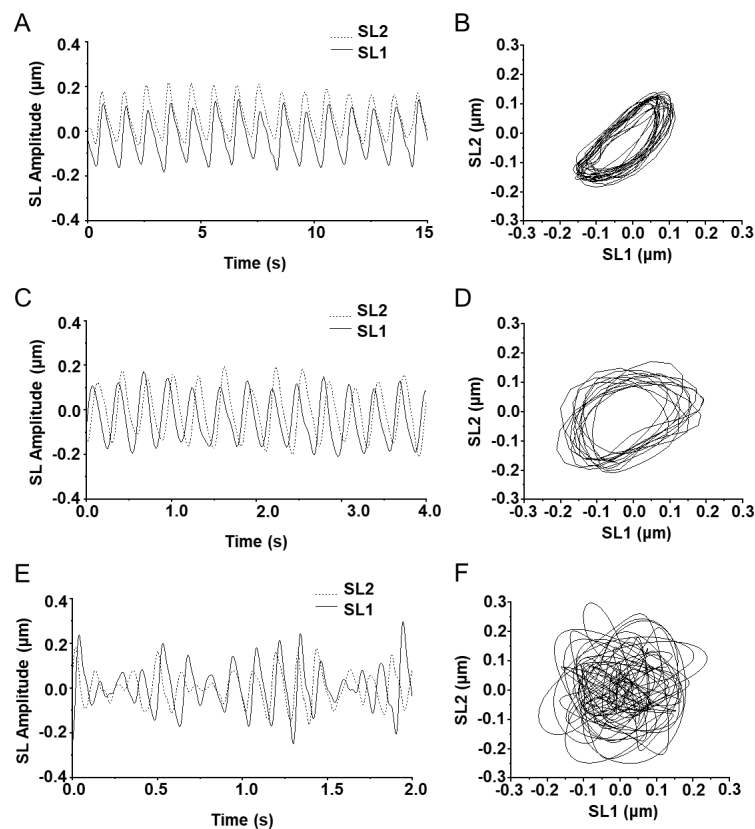 A
SL2
SL1
SL Amplitude (µm)
0.4
0.2
0.0
-0.2
-0.4
0 5 10 15
Time (s)
B
SL2 (µm)
0.3
0.2
0.1
0.0
-0.1
-0.2
-0.3
-0.3 -0.2 -0.1 0.0 0.1 0.2 0.3
SL1 (µm)
C
SL2
SL1
SL Amplitude (µm)
0.4
0.2
0.0
-0.2
-0.4
0.0 1.0 2.0 3.0 4.0
Time (s)
D
SL2 (µm)
0.3
0.2
0.1
0.0
-0.1
-0.2
-0.3
-0.3 -0.2 -0.1 0.0 0.1 0.2 0.3
SL1 (µm)
E
SL2
SL1
SL Amplitude (µm)
0.4
0.2
0.0
-0.2
-0.4
0.0 0.5 1.0 1.5 2.0
Time (s)
F
SL2 (µm)
0.3
0.2
0.1
0.0
-0.1
-0.2
-0.3
-0.3 -0.2 -0.1 0.0 0.1 0.2 0.3
SL1 (µm)